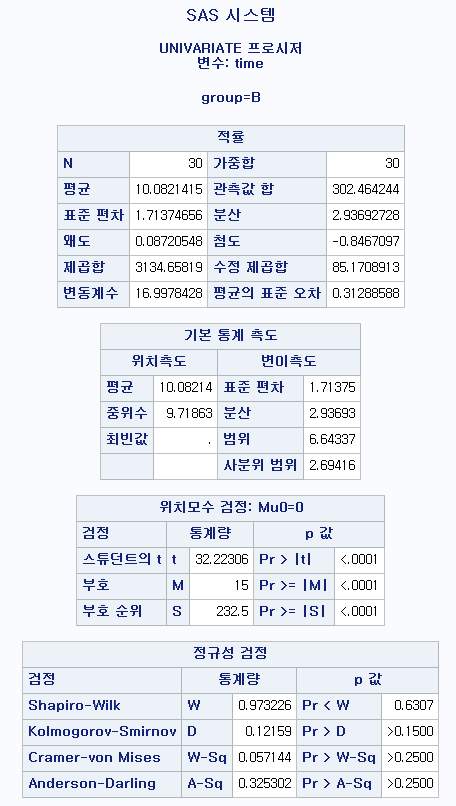 SAS 시스템
UNIVARIATE 프로시저
변수: time
group=B
적률
N 30 가중합 30
평균 10.0821415 관측값 합 302.464244
표준 편차 1.71374656 분산 2.93692728
왜도 0.08720548 첨도 -0.8467097
제곱합 3134.65819 수정 제곱합 85.1708913
변동계수 16.9978428 평균의 표준 오차 0.31288588
기본 통계 측도
위치측도 변이측도
평균 10.08214 표준 편차 1.71375
중위수 9.71863 분산 2.93693
최빈값 . 범위 6.64337
사분위 범위 2.69416
위치모수 검정: Mu0=0
검정 통계량 p 값
스튜던트의 t t 32.22306 Pr > |t| <.0001
부호 M 15 Pr >= |M| <.0001
부호 순위 S 232.5 Pr >= |S| <.0001
정규성 검정
검정 통계량 p 값
Shapiro-Wilk W 0.973226 Pr < W 0.6307
Kolmogorov-Smirnov D 0.12159 Pr > D >0.1500
Cramer-von Mises W-Sq 0.057144 Pr > W-Sq >0.2500
Anderson-Darling A-Sq 0.325302 Pr > A-Sq >0.2500